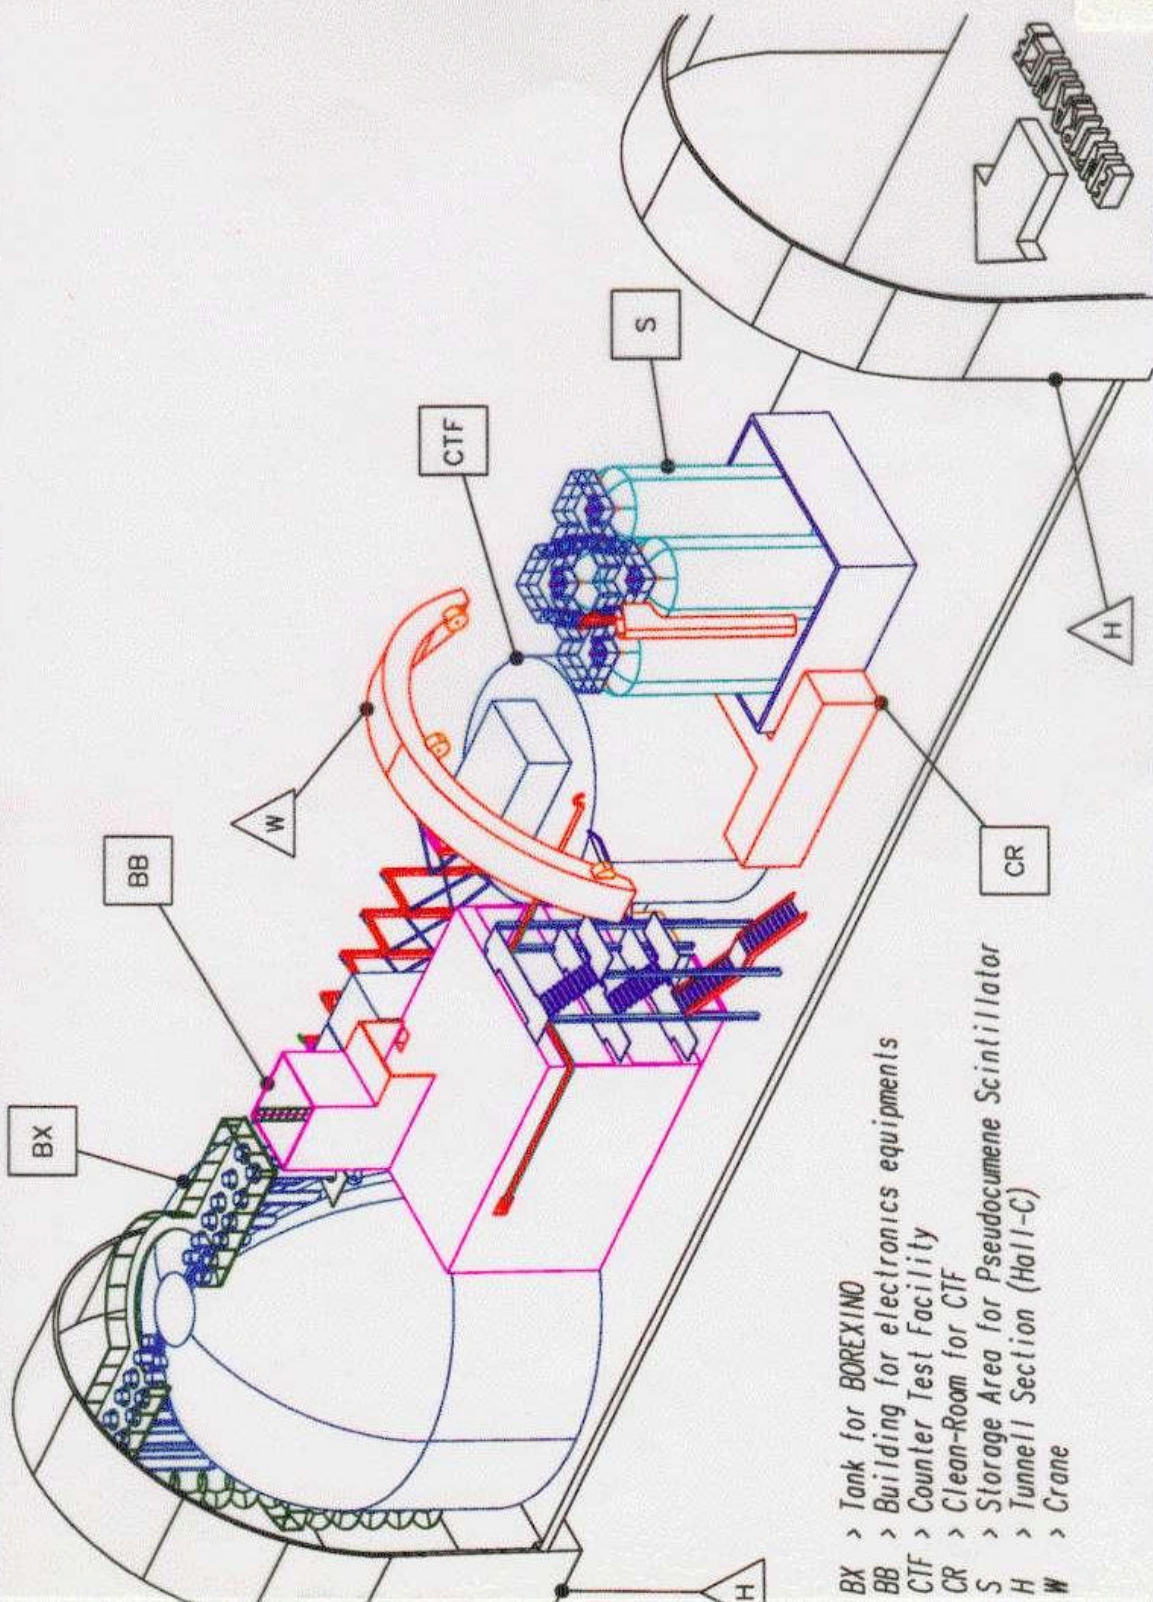 BX
BB
W
CTF
S
H
CR
H
BX > Tank for BOREXINO
BB > Building for electronics equipments
CTF > Counter Test Facility
CR > Clean-Room for CTF
S > Storage Area for Pseudocumene Scintillator
H > Tunnell Section (Hall-C)
W > Crane